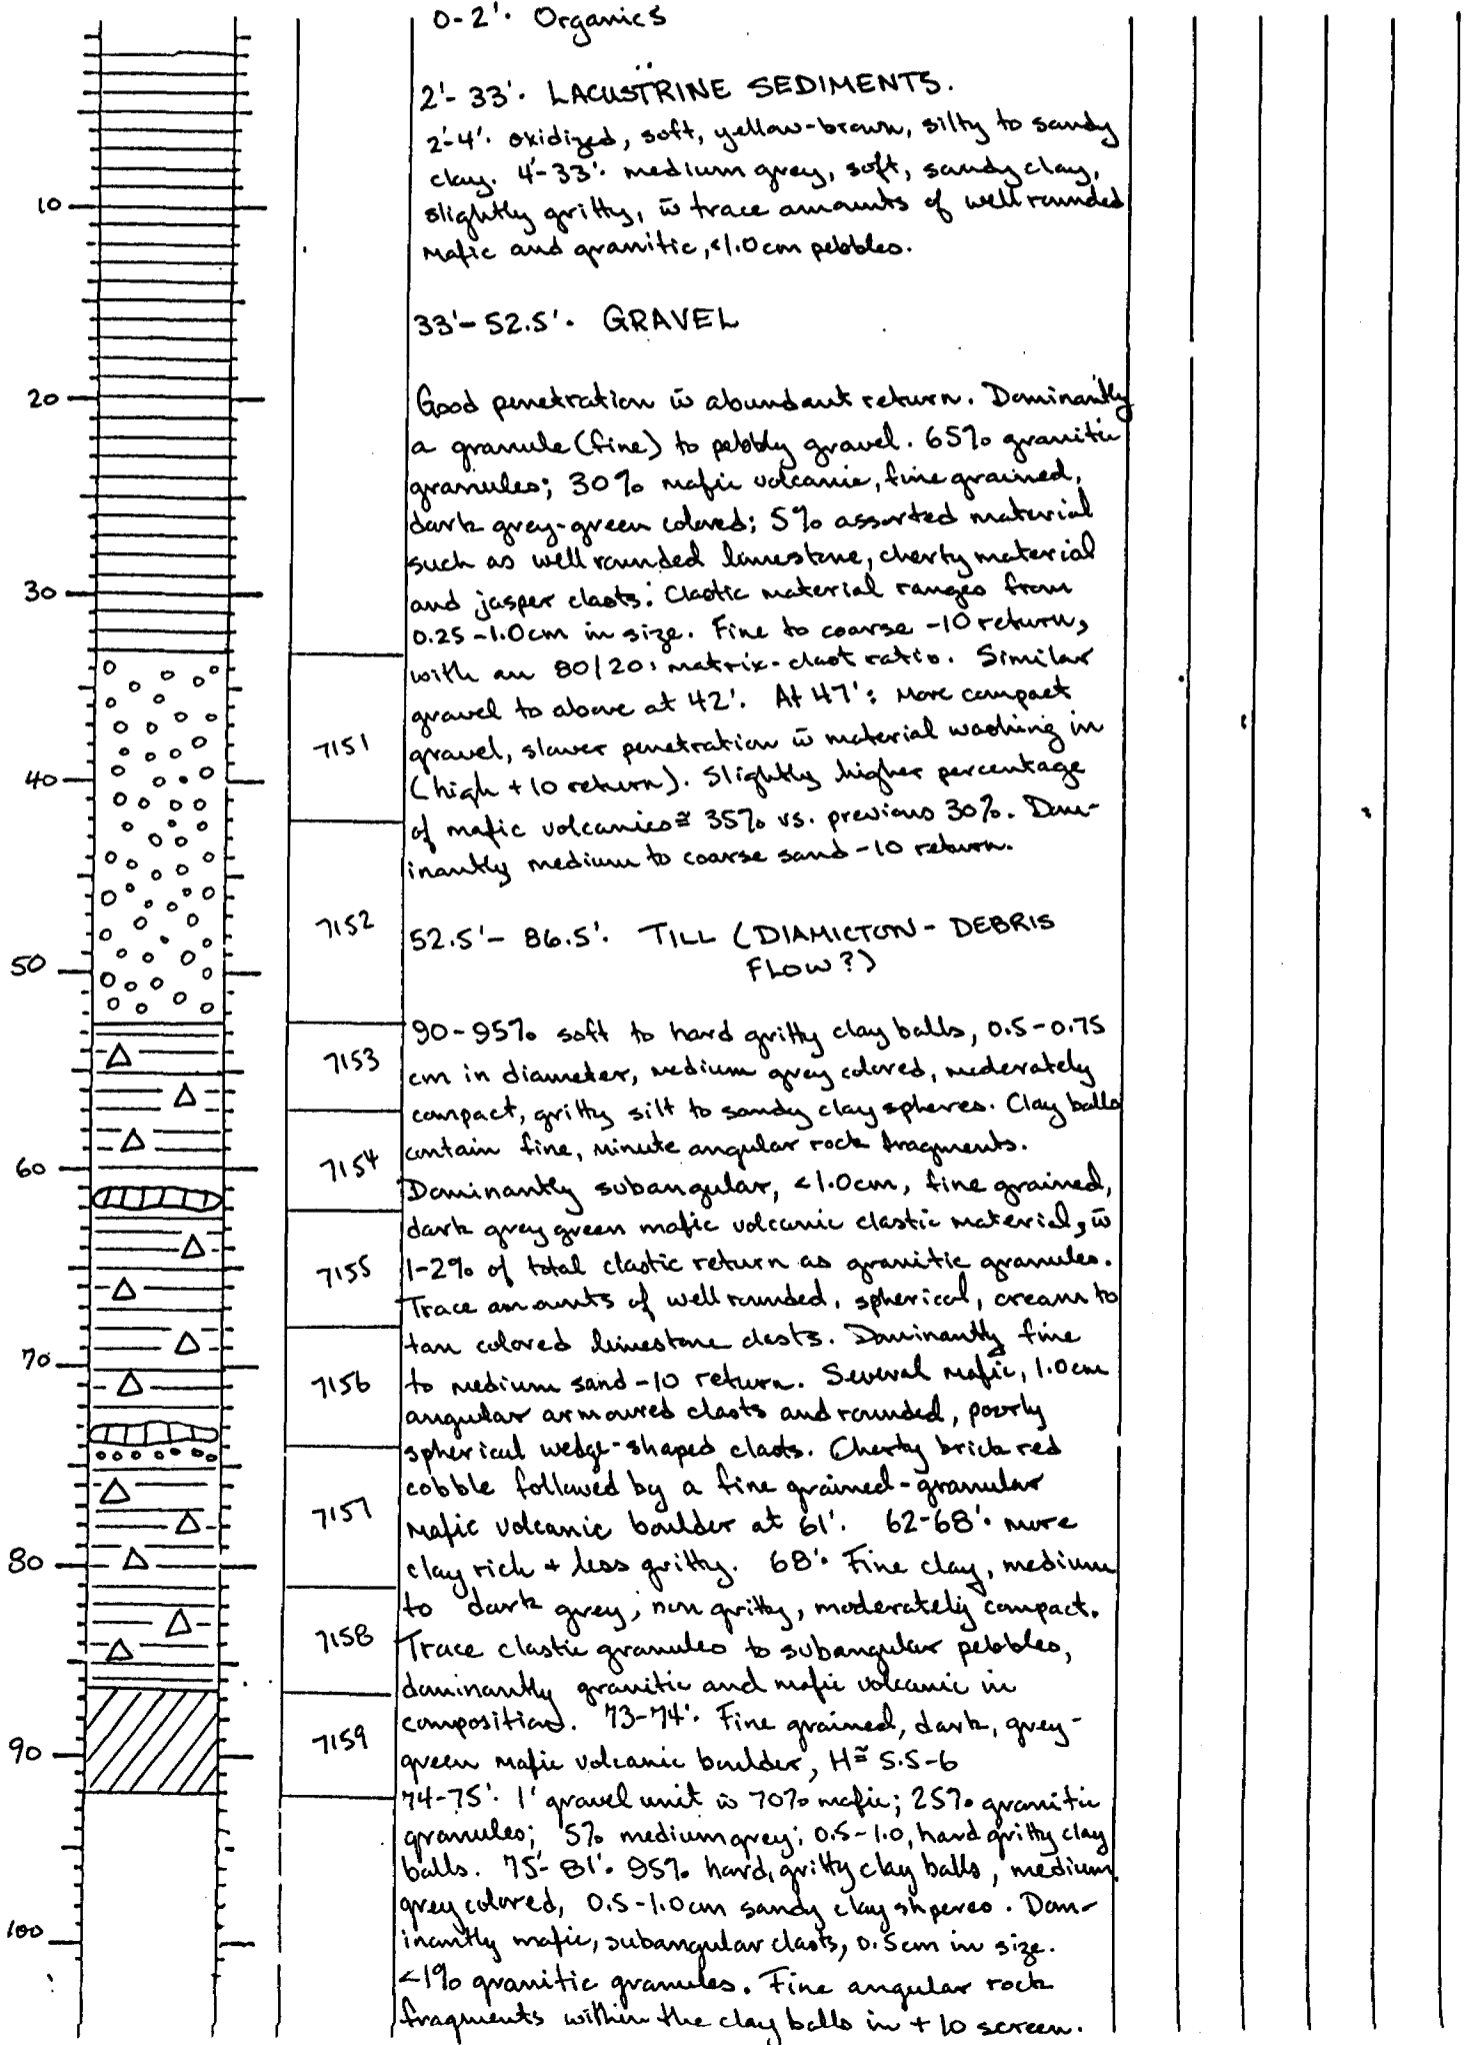 0-2'. Organics
2'-33'. LACUSTRINE SEDIMENTS.
2'-4'. oxidized, soft, yellow-brown, silty to sandy
clay. 4'-33'. medium grey, soft, sandy clay,
slightly gritty, w̄ trace amounts of well rounded
mafic and granitic, <1.0cm pebbles.
33'-52.5'. GRAVEL
Good penetration w̄ abundant return. Dominantly
a granule (fine) to pebbly gravel. 65% granitic
granules; 30% mafic volcanic, fine grained,
dark grey-green colored; 5% assorted material
such as well rounded limestone, cherty material
and jasper clasts. Clastic material ranges from
0.25-1.0cm in size. Fine to coarse -10 return,
with an 80/20, matrix-clast ratio. Similar
gravel to above at 42'. At 47': More compact
gravel, slower penetration w̄ material washing in
(high +10 return). Slightly higher percentage
of mafic volcanics ≅ 35% vs. previous 30%. Dom-
inantly medium to coarse sand -10 return.
52.5'-86.5'. TILL (DIAMICTON - DEBRIS
FLOW?)
90-95% soft to hard gritty clay balls, 0.5-0.75
cm in diameter, medium grey colored, moderately
compact, gritty silt to sandy clay spheres. Clay balls
contain fine, minute angular rock fragments.
Dominantly subangular, <1.0cm, fine grained,
dark grey green mafic volcanic clastic material, w̄
1-2% of total clastic return as granitic granules.
Trace amounts of well rounded, spherical, cream to
tan colored limestone clasts. Dominantly fine
to medium sand -10 return. Several mafic, 1.0cm
angular armoured clasts and rounded, poorly
spherical wedge-shaped clasts. Cherty brick red
cobble followed by a fine grained-granular
mafic volcanic boulder at 61'. 62-68'. more
clay rich + less gritty. 68'. Fine clay, medium
to dark grey, non gritty, moderately compact.
Trace clastic granules to subangular pebbles,
dominantly granitic and mafic volcanic in
composition. 73-74'. Fine grained, dark, grey-
green mafic volcanic boulder, H≅ 5.5-6
74-75'. 1' gravel unit w̄ 70% mafic; 25% granitic
granules; 5% medium grey, 0.5-1.0, hard gritty clay
balls. 75'-81'. 95% hard, gritty clay balls, medium
grey colored, 0.5-1.0cm sandy clay shperes. Dom-
inantly mafic, subangular clasts, 0.5cm in size.
<1% granitic granules. Fine angular rock
fragments within the clay balls in +10 screen.
10
20
30
40
50
60
70
80
90
100
7151
7152
7153
7154
7155
7156
7157
7158
7159